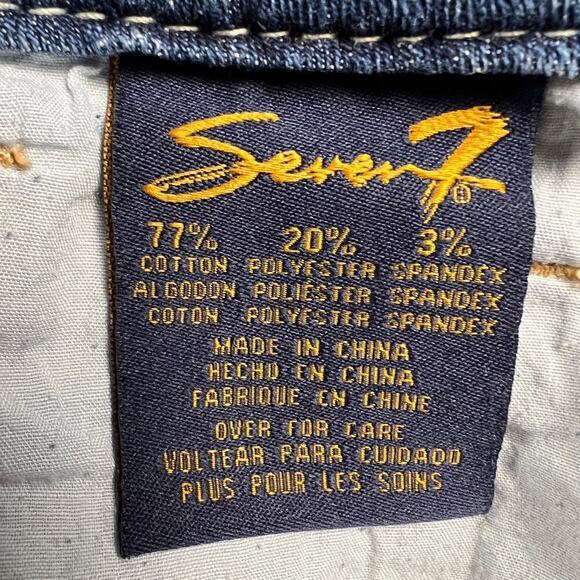 Seven7®
77% 20% 3%
COTTON POLYESTER SPANDEX
ALGODON POLIESTER SPANDEX
COTON POLYESTER SPANDEX
MADE IN CHINA
HECHO EN CHINA
FABRIQUE EN CHINE
OVER FOR CARE
VOLTEAR PARA CUIDADO
PLUS POUR LES SOINS